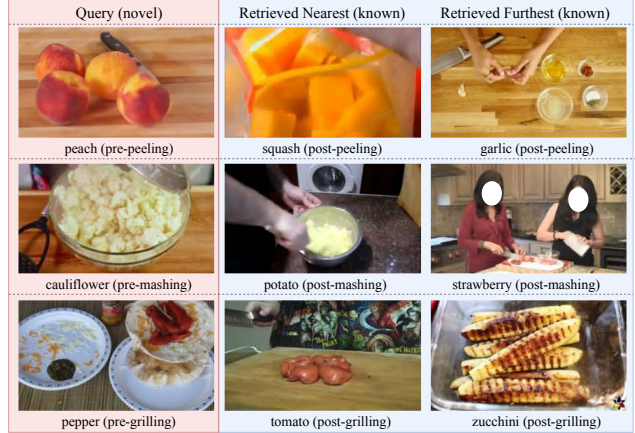 Query (novel) Retrieved Nearest (known) Retrieved Furthest (known)
peach (pre-peeling) squash (post-peeling) garlic (post-peeling)
cauliflower (pre-mashing) potato (post-mashing) strawberry (post-mashing)
pepper (pre-grilling) tomato (post-grilling) zucchini (post-grilling)